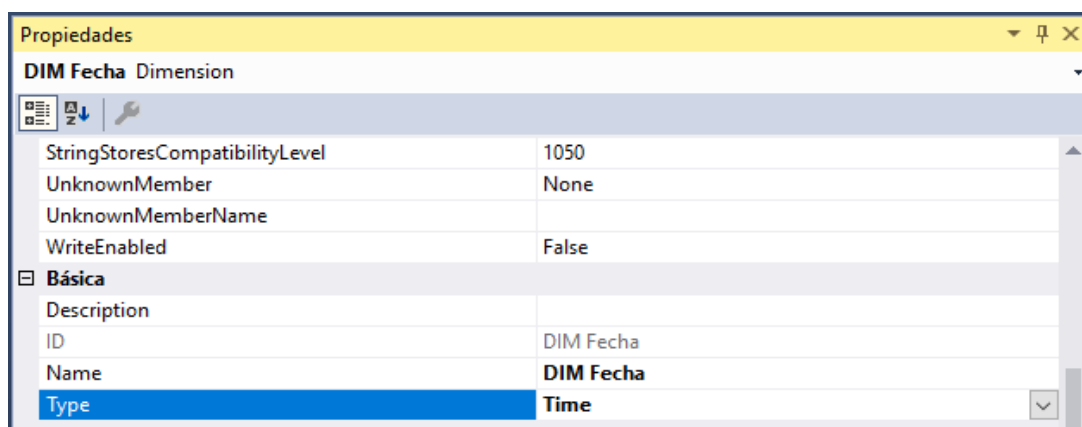 Propiedades
DIM Fecha Dimension
StringStoresCompatibilityLevel 1050
UnknownMember None
UnknownMemberName
WriteEnabled False
Básica
Description
ID DIM Fecha
Name DIM Fecha
Type Time